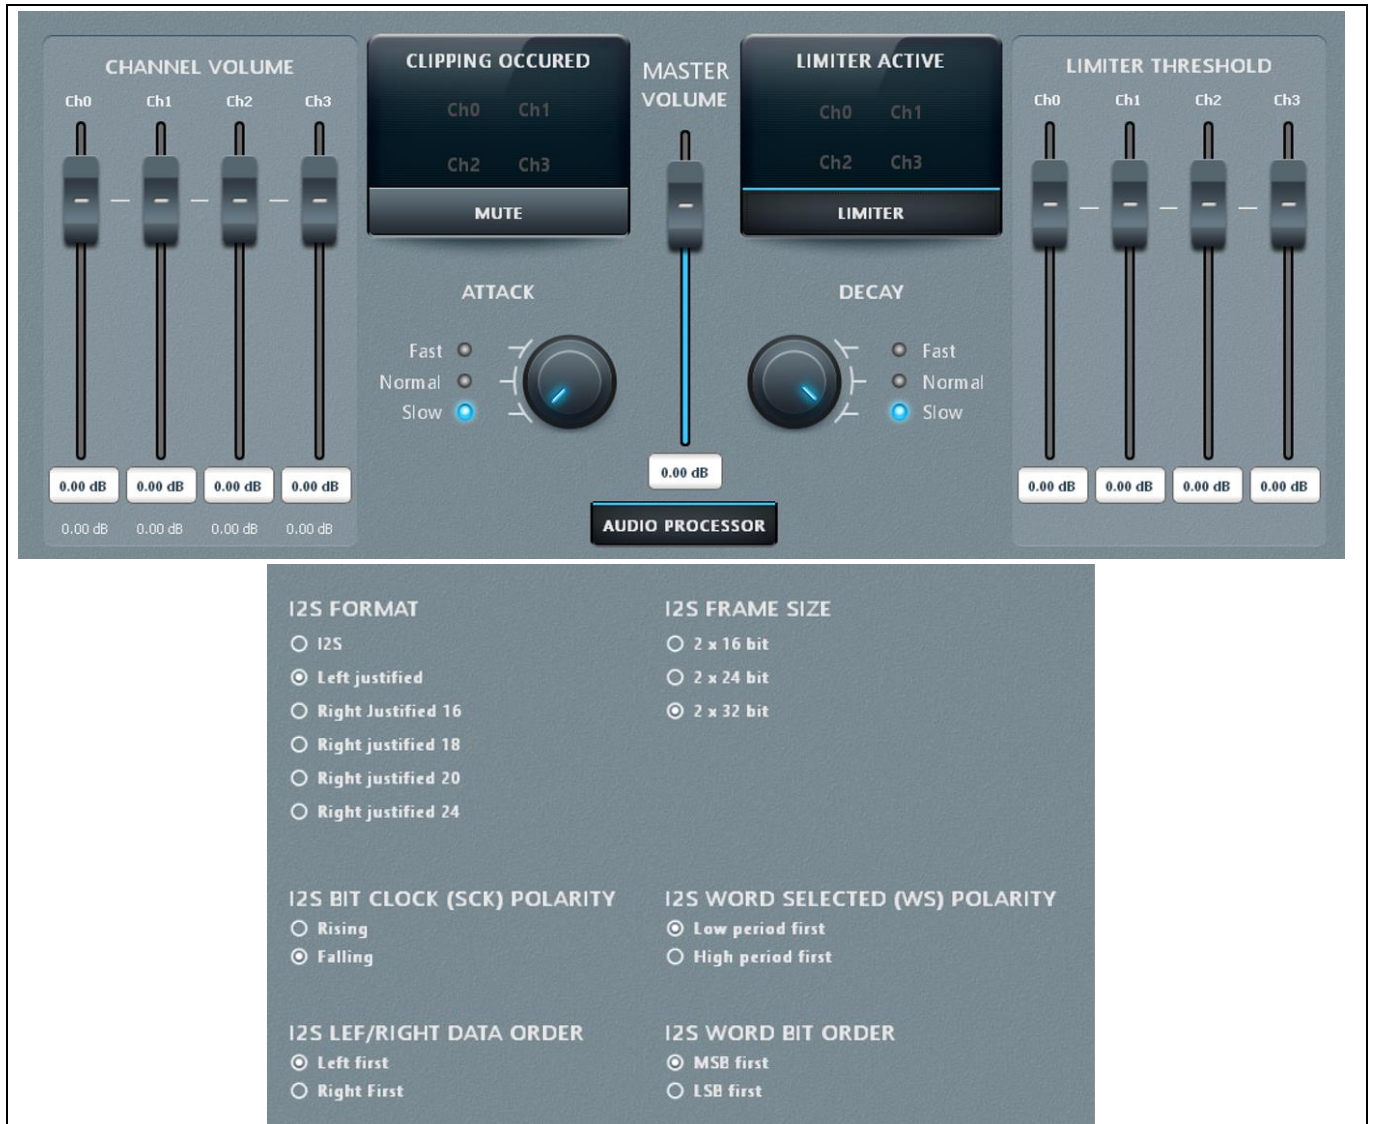 CHANNEL VOLUME
Ch0 Ch1 Ch2 Ch3
0.00 dB 0.00 dB 0.00 dB 0.00 dB
0.00 dB 0.00 dB 0.00 dB 0.00 dB
CLIPPING OCCURED
Ch0 Ch1
Ch2 Ch3
MUTE
ATTACK
Fast
Normal
Slow
MASTER
VOLUME
0.00 dB
AUDIO PROCESSOR
LIMITER ACTIVE
Ch0 Ch1
Ch2 Ch3
LIMITER
DECAY
Fast
Normal
Slow
LIMITER THRESHOLD
Ch0 Ch1 Ch2 Ch3
0.00 dB 0.00 dB 0.00 dB 0.00 dB
I2S FORMAT
I2S
Left justified
Right Justified 16
Right justified 18
Right justified 20
Right justified 24
I2S FRAME SIZE
2 x 16 bit
2 x 24 bit
2 x 32 bit
I2S BIT CLOCK (SCK) POLARITY
Rising
Falling
I2S WORD SELECTED (WS) POLARITY
Low period first
High period first
I2S LEF/RIGHT DATA ORDER
Left first
Right First
I2S WORD BIT ORDER
MSB first
LSB first